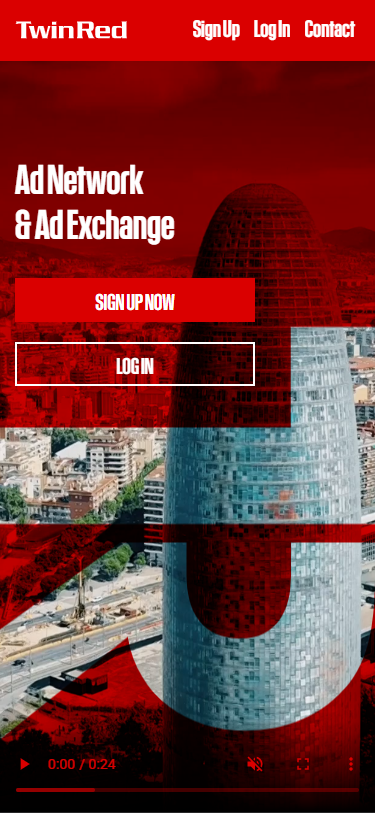 TwinRed
Sign Up Log In Contact
Ad Network
& Ad Exchange
SIGN UP NOW
LOG IN
0:00 / 0:24